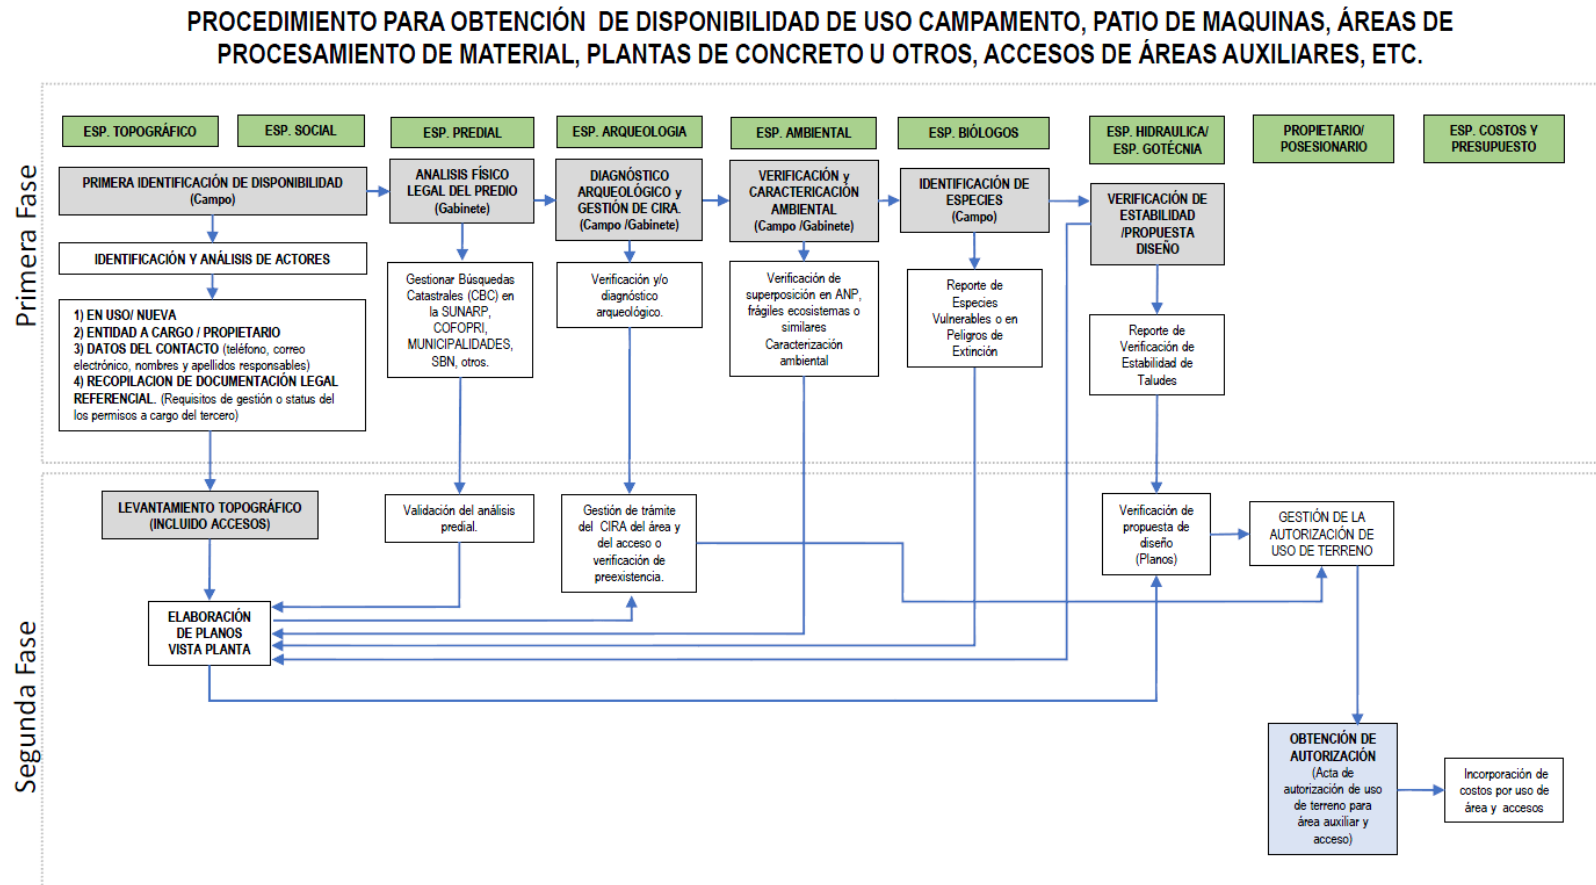 PROCEDIMIENTO PARA OBTENCIÓN DE DISPONIBILIDAD DE USO CAMPAMENTO, PATIO DE MAQUINAS, ÁREAS DE
PROCESAMIENTO DE MATERIAL, PLANTAS DE CONCRETO U OTROS, ACCESOS DE ÁREAS AUXILIARES, ETC.
Primera Fase
ESP. TOPOGRÁFICO
ESP. SOCIAL
ESP. PREDIAL
ESP. ARQUEOLOGIA
ESP. AMBIENTAL
ESP. BIÓLOGOS
ESP. HIDRAULICA/
ESP. GOTÉCNIA
PROPIETARIO/
POSESIONARIO
ESP. COSTOS Y
PRESUPUESTO
PRIMERA IDENTIFICACIÓN DE DISPONIBILIDAD
(Campo)
ANALISIS FÍSICO
LEGAL DEL PREDIO
(Gabinete)
DIAGNÓSTICO
ARQUEOLÓGICO y
GESTIÓN DE CIRA.
(Campo /Gabinete)
VERIFICACIÓN y
CARACTERICACIÓN
AMBIENTAL
(Campo /Gabinete)
IDENTIFICACIÓN DE
ESPECIES
(Campo)
VERIFICACIÓN DE
ESTABILIDAD
/PROPUESTA
DISEÑO
IDENTIFICACIÓN Y ANÁLISIS DE ACTORES
1) EN USO/ NUEVA
2) ENTIDAD A CARGO / PROPIETARIO
3) DATOS DEL CONTACTO (teléfono, correo
electrónico, nombres y apellidos responsables)
4) RECOPILACION DE DOCUMENTACIÓN LEGAL
REFERENCIAL. (Requisitos de gestión o status del
los permisos a cargo del tercero)
Gestionar Búsquedas
Catastrales (CBC) en
la SUNARP,
COFOPRI,
MUNICIPALIDADES,
SBN, otros.
Verificación y/o
diagnóstico
arqueológico.
Verificación de
superposición en ANP,
frágiles ecosistemas o
similares
Caracterización
ambiental
Reporte de
Especies
Vulnerables o en
Peligros de
Extinción
Reporte de
Verificación de
Estabilidad de
Taludes
Segunda Fase
LEVANTAMIENTO TOPOGRÁFICO
(INCLUIDO ACCESOS)
Validación del análisis
predial.
Gestión de trámite
del CIRA del área y
del acceso o
verificación de
preexistencia.
Verificación de
propuesta de
diseño
(Planos)
GESTIÓN DE LA
AUTORIZACIÓN DE
USO DE TERRENO
ELABORACIÓN
DE PLANOS
VISTA PLANTA
OBTENCIÓN DE
AUTORIZACIÓN
(Acta de
autorización de uso
de terreno para
área auxiliar y
acceso)
Incorporación de
costos por uso de
área y accesos